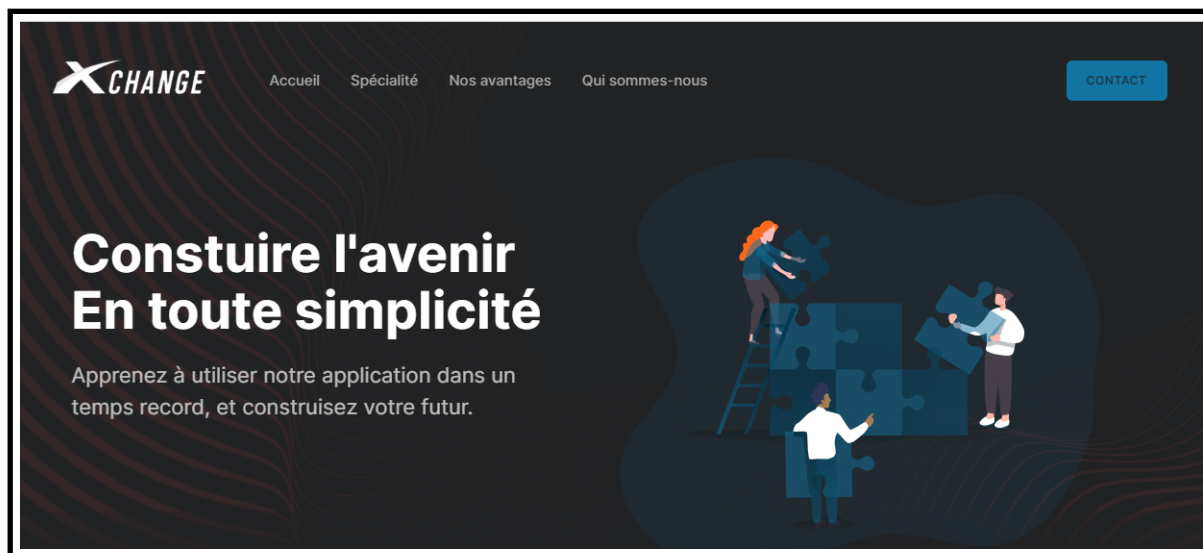 XCHANGE
Accueil Spécialité Nos avantages Qui sommes-nous
CONTACT
Constuire l'avenir
En toute simplicité
Apprenez à utiliser notre application dans un
temps record, et construisez votre futur.